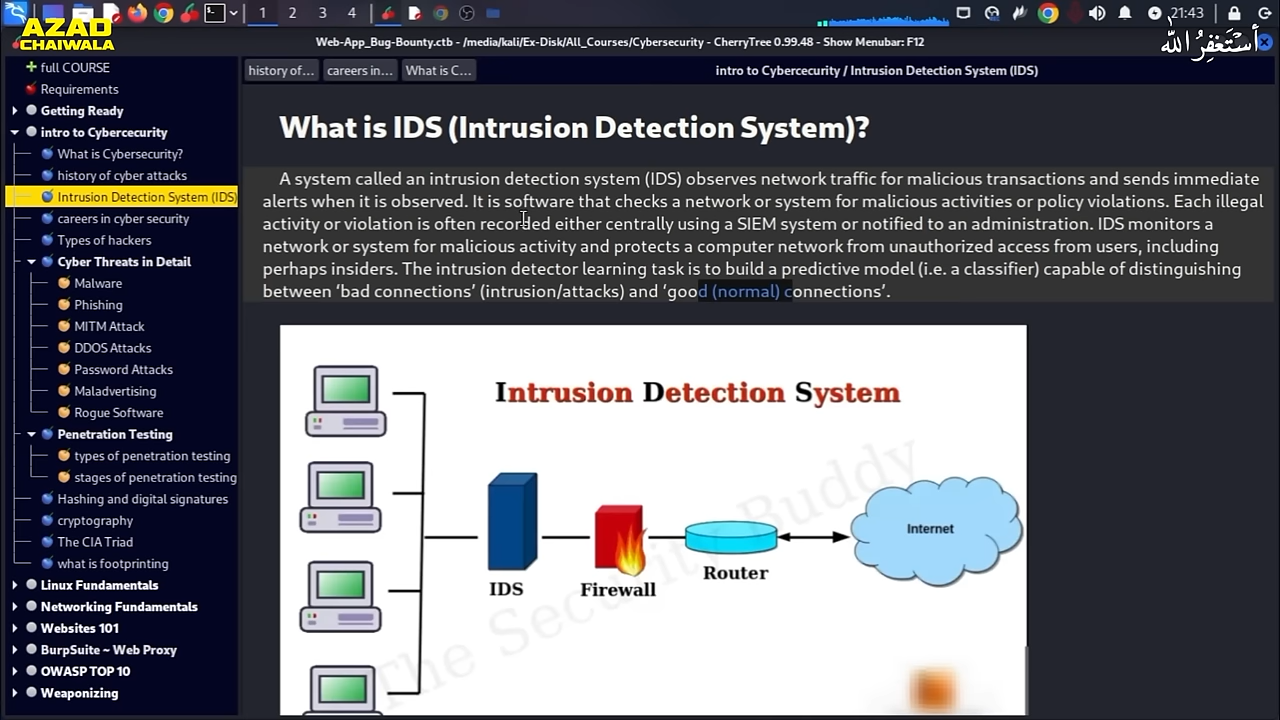 1 2 3 4
21:43
AZAD
CHAIWALA
Web-App_Bug-Bounty.ctb - /media/kali/Ex-Disk/All_Courses/Cybersecurity - CherryTree 0.99.48 - Show Menubar: F12
أستغفر الله
full COURSE
Requirements
Getting Ready
intro to Cybercecurity
What is Cybersecurity?
history of cyber attacks
Intrusion Detection System (IDS)
careers in cyber security
Types of hackers
Cyber Threats in Detail
Malware
Phishing
MITM Attack
DDOS Attacks
Password Attacks
Maladvertising
Rogue Software
Penetration Testing
types of penetration testing
stages of penetration testing
Hashing and digital signatures
cryptography
The CIA Triad
what is footprinting
Linux Fundamentals
Networking Fundamentals
Websites 101
BurpSuite ~ Web Proxy
OWASP TOP 10
Weaponizing
history of... careers in... What is C... intro to Cybercecurity / Intrusion Detection System (IDS)
What is IDS (Intrusion Detection System)?
A system called an intrusion detection system (IDS) observes network traffic for malicious transactions and sends immediate
alerts when it is observed. It is software that checks a network or system for malicious activities or policy violations. Each illegal
activity or violation is often recorded either centrally using a SIEM system or notified to an administration. IDS monitors a
network or system for malicious activity and protects a computer network from unauthorized access from users, including
perhaps insiders. The intrusion detector learning task is to build a predictive model (i.e. a classifier) capable of distinguishing
between ‘bad connections’ (intrusion/attacks) and ‘good (normal) connections’.
Intrusion Detection System
IDS
Firewall
Router
Internet
The Security Buddy